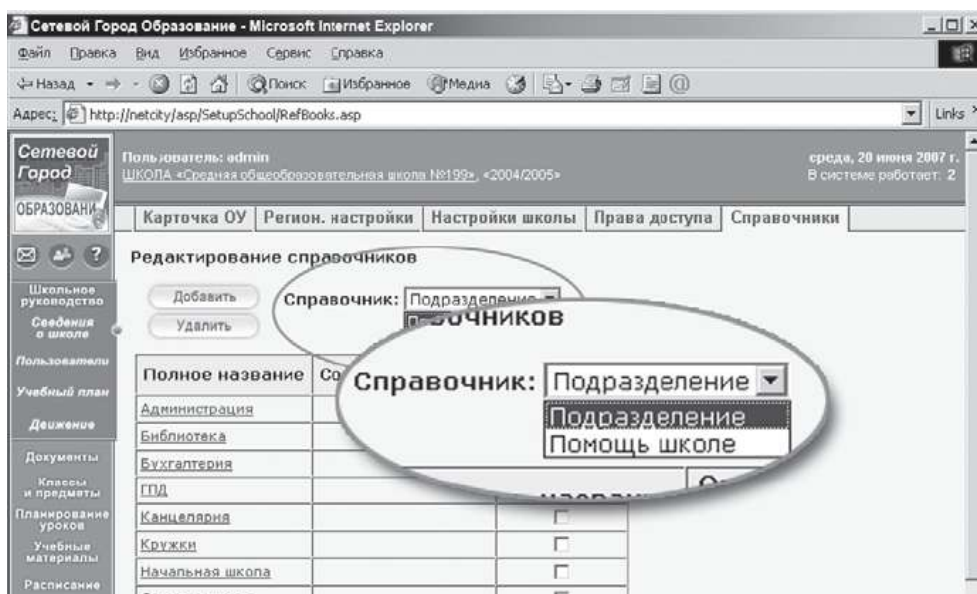 Сетевой Город Образование - Microsoft Internet Explorer
Файл Правка Вид Избранное Сервис Справка
Назад Поиск Избранное Медиа
Адрес: http://netcity/asp/SetupSchool/RefBooks.asp Links
Сетевой
Город
ОБРАЗОВАНИ
Пользователь: admin
ШКОЛА «Средняя общеобразовательная школа №199», «2004/2005»
среда, 20 июня 2007 г.
В системе работает: 2
Карточка ОУ Регион. настройки Настройки школы Права доступа Справочники
Редактирование справочников
Добавить
Удалить
Справочник: Подразделение
Полное название
Администрация
Библиотека
Бухгалтерия
ГПД
Канцелярия
Кружки
Начальная школа
Справочник: Подразделение
Подразделение
Помощь школе
Школьное
руководство
Сведения
о школе
Пользователи
Учебный план
Движение
Документы
Классы
и предметы
Планирование
уроков
Учебные
материалы
Расписание